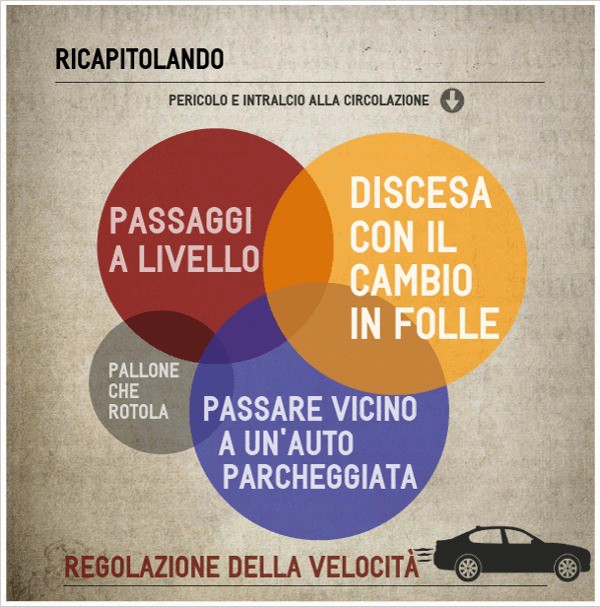 RICAPITOLANDO
PERICOLO E INTRALCIO ALLA CIRCOLAZIONE
PASSAGGI
A LIVELLO
DISCESA
CON IL
CAMBIO
IN FOLLE
PALLONE
CHE
ROTOLA
PASSARE VICINO
A UN'AUTO
PARCHEGGIATA
REGOLAZIONE DELLA VELOCITÀ